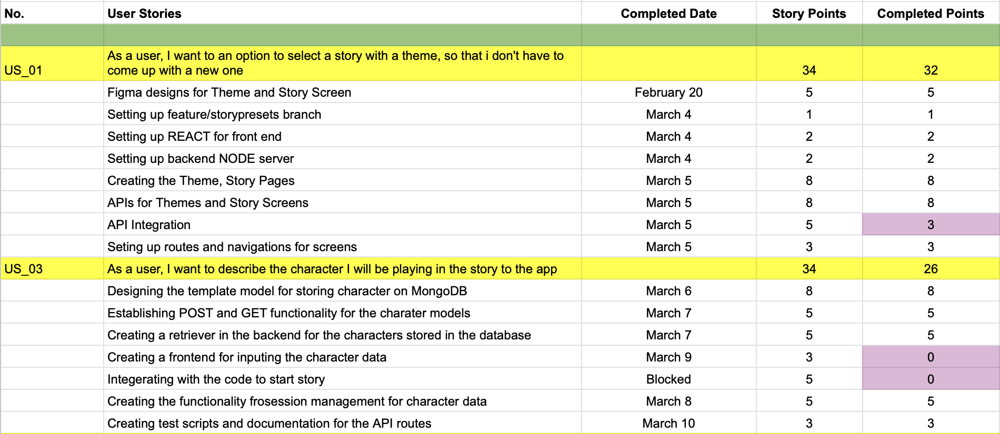 No. User Stories Completed Date Story Points Completed Points
As a user, I want to an option to select a story with a theme, so that i don't have to
US_01 come up with a new one 34 32
Figma designs for Theme and Story Screen February 20 5 5
Setting up feature/storypresets branch March 4 1 1
Setting up REACT for front end March 4 2 2
Setting up backend NODE server March 4 2 2
Creating the Theme, Story Pages March 5 8 8
APIs for Themes and Story Screens March 5 8 8
API Integration March 5 5 3
Seting up routes and navigations for screens March 5 3 3
US_03 As a user, I want to describe the character I will be playing in the story to the app 34 26
Designing the template model for storing character on MongoDB March 6 8 8
Establishing POST and GET functionality for the charater models March 7 5 5
Creating a retriever in the backend for the characters stored in the database March 7 5 5
Creating a frontend for inputing the character data March 9 3 0
Integerating with the code to start story Blocked 5 0
Creating the functionality frosession management for character data March 8 5 5
Creating test scripts and documentation for the API routes March 10 3 3